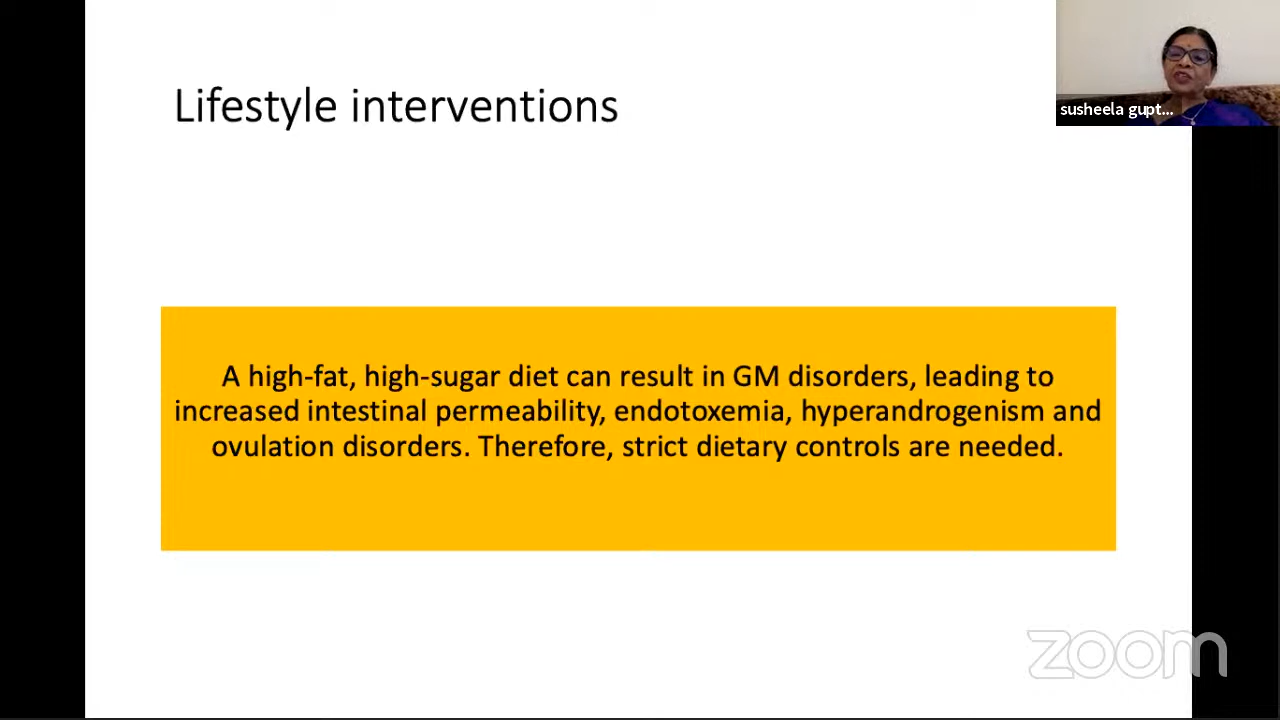 Lifestyle interventions
susheela gupt...
A high-fat, high-sugar diet can result in GM disorders, leading to
increased intestinal permeability, endotoxemia, hyperandrogenism and
ovulation disorders. Therefore, strict dietary controls are needed.
zoom